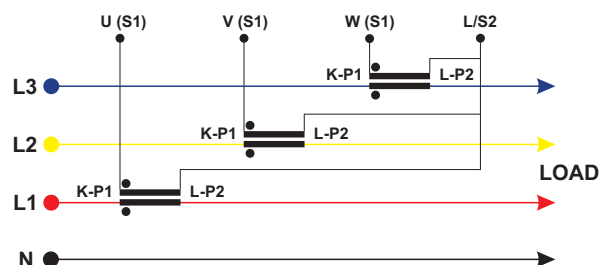 U (S1) V (S1) W (S1) L/S2
K-P1 L-P2
L3
K-P1 L-P2
L2
LOAD
K-P1 L-P2
L1
N